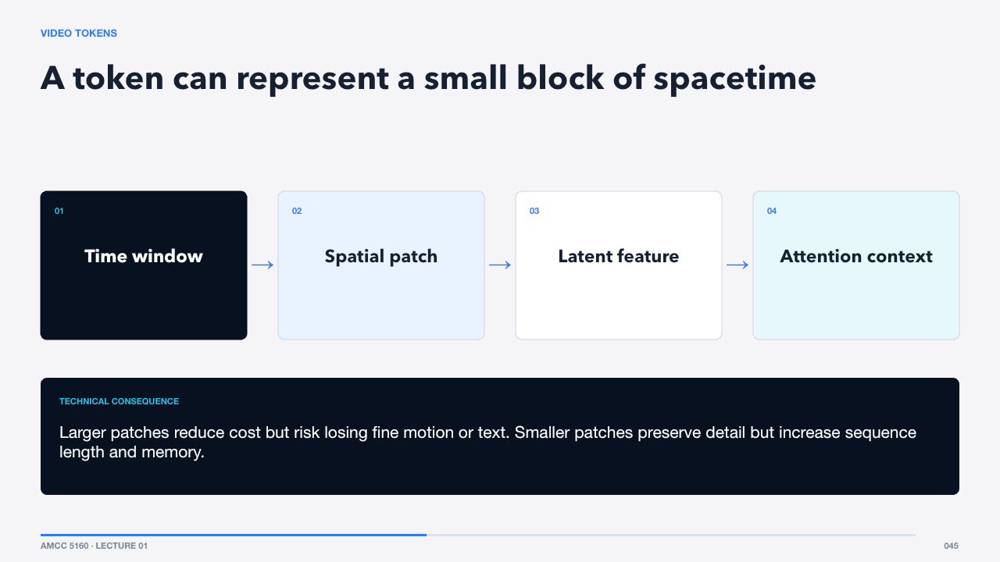 VIDEO TOKENS
A token can represent a small block of spacetime
01
Time window
→
02
Spatial patch
→
03
Latent feature
→
04
Attention context
TECHNICAL CONSEQUENCE
Larger patches reduce cost but risk losing fine motion or text. Smaller patches preserve detail but increase sequence
length and memory.
AMCC 5160 · LECTURE 01
045